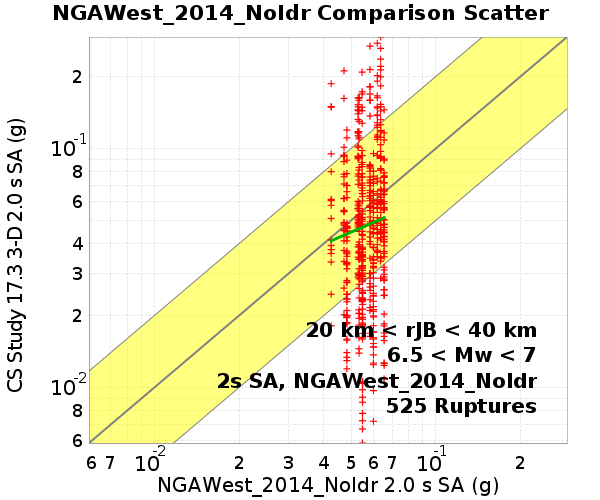 NGAWest_2014_NoIdr Comparison Scatter
CS Study 17.3 3-D 2.0 s SA (g)
2
10-1
8
6
4
3
2
10-2
8
6
20 km < rJB < 40 km
6.5 < Mw < 7
2s SA, NGAWest_2014_NoIdr
525 Ruptures
6 7 10-2 2 3 4 5 6 7 10-1 2
NGAWest_2014_NoIdr 2.0 s SA (g)